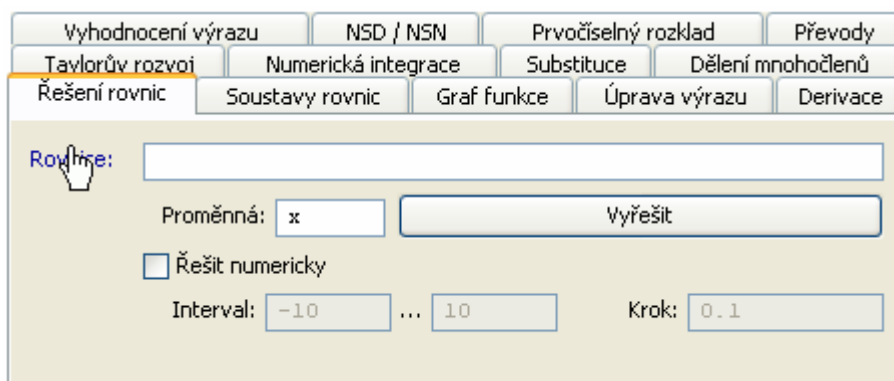 Vyhodnocení výrazu NSD / NSN Prvočíselný rozklad Převody
Taylorův rozvoj Numerická integrace Substituce Dělení mnohočlenů
Řešení rovnic Soustavy rovnic Graf funkce Úprava výrazu Derivace
Rovnice:
Proměnná: x Vyřešit
Řešit numericky
Interval: -10 ... 10 Krok: 0.1